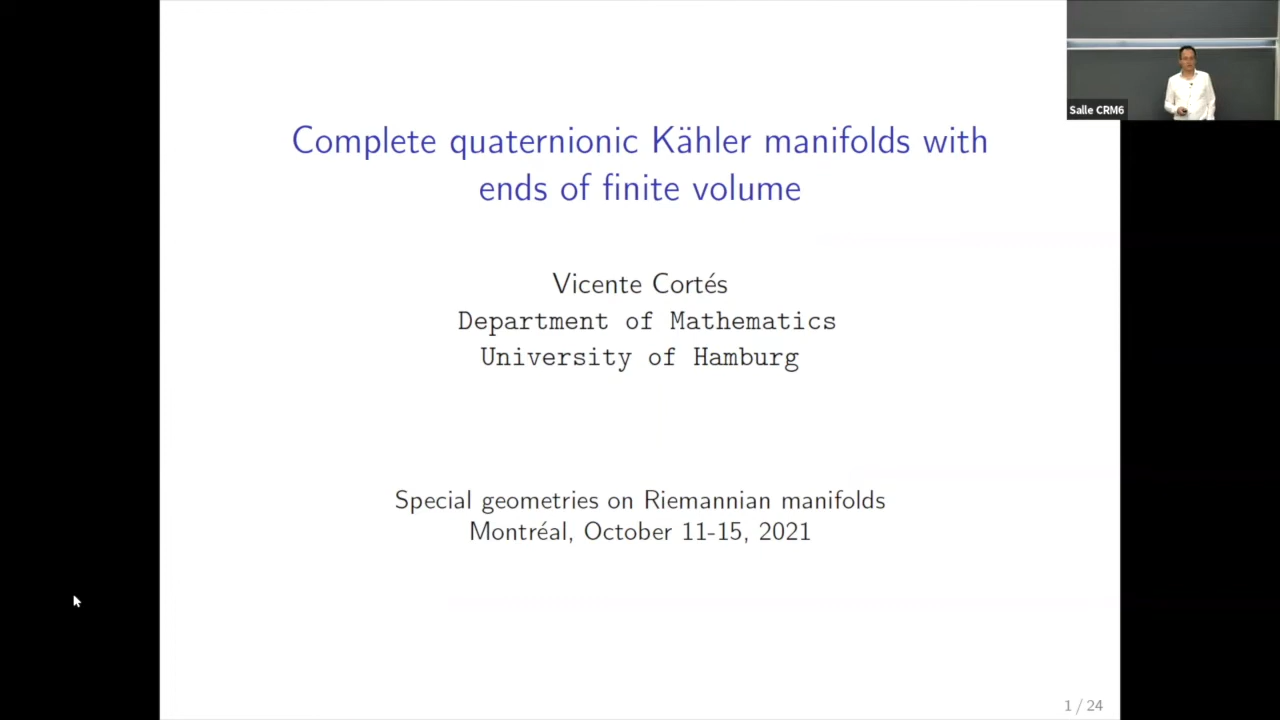 Complete quaternionic Kähler manifolds with
ends of finite volume
Vicente Cortés
Department of Mathematics
University of Hamburg
Special geometries on Riemannian manifolds
Montréal, October 11-15, 2021
1 / 24
Salle CRM6